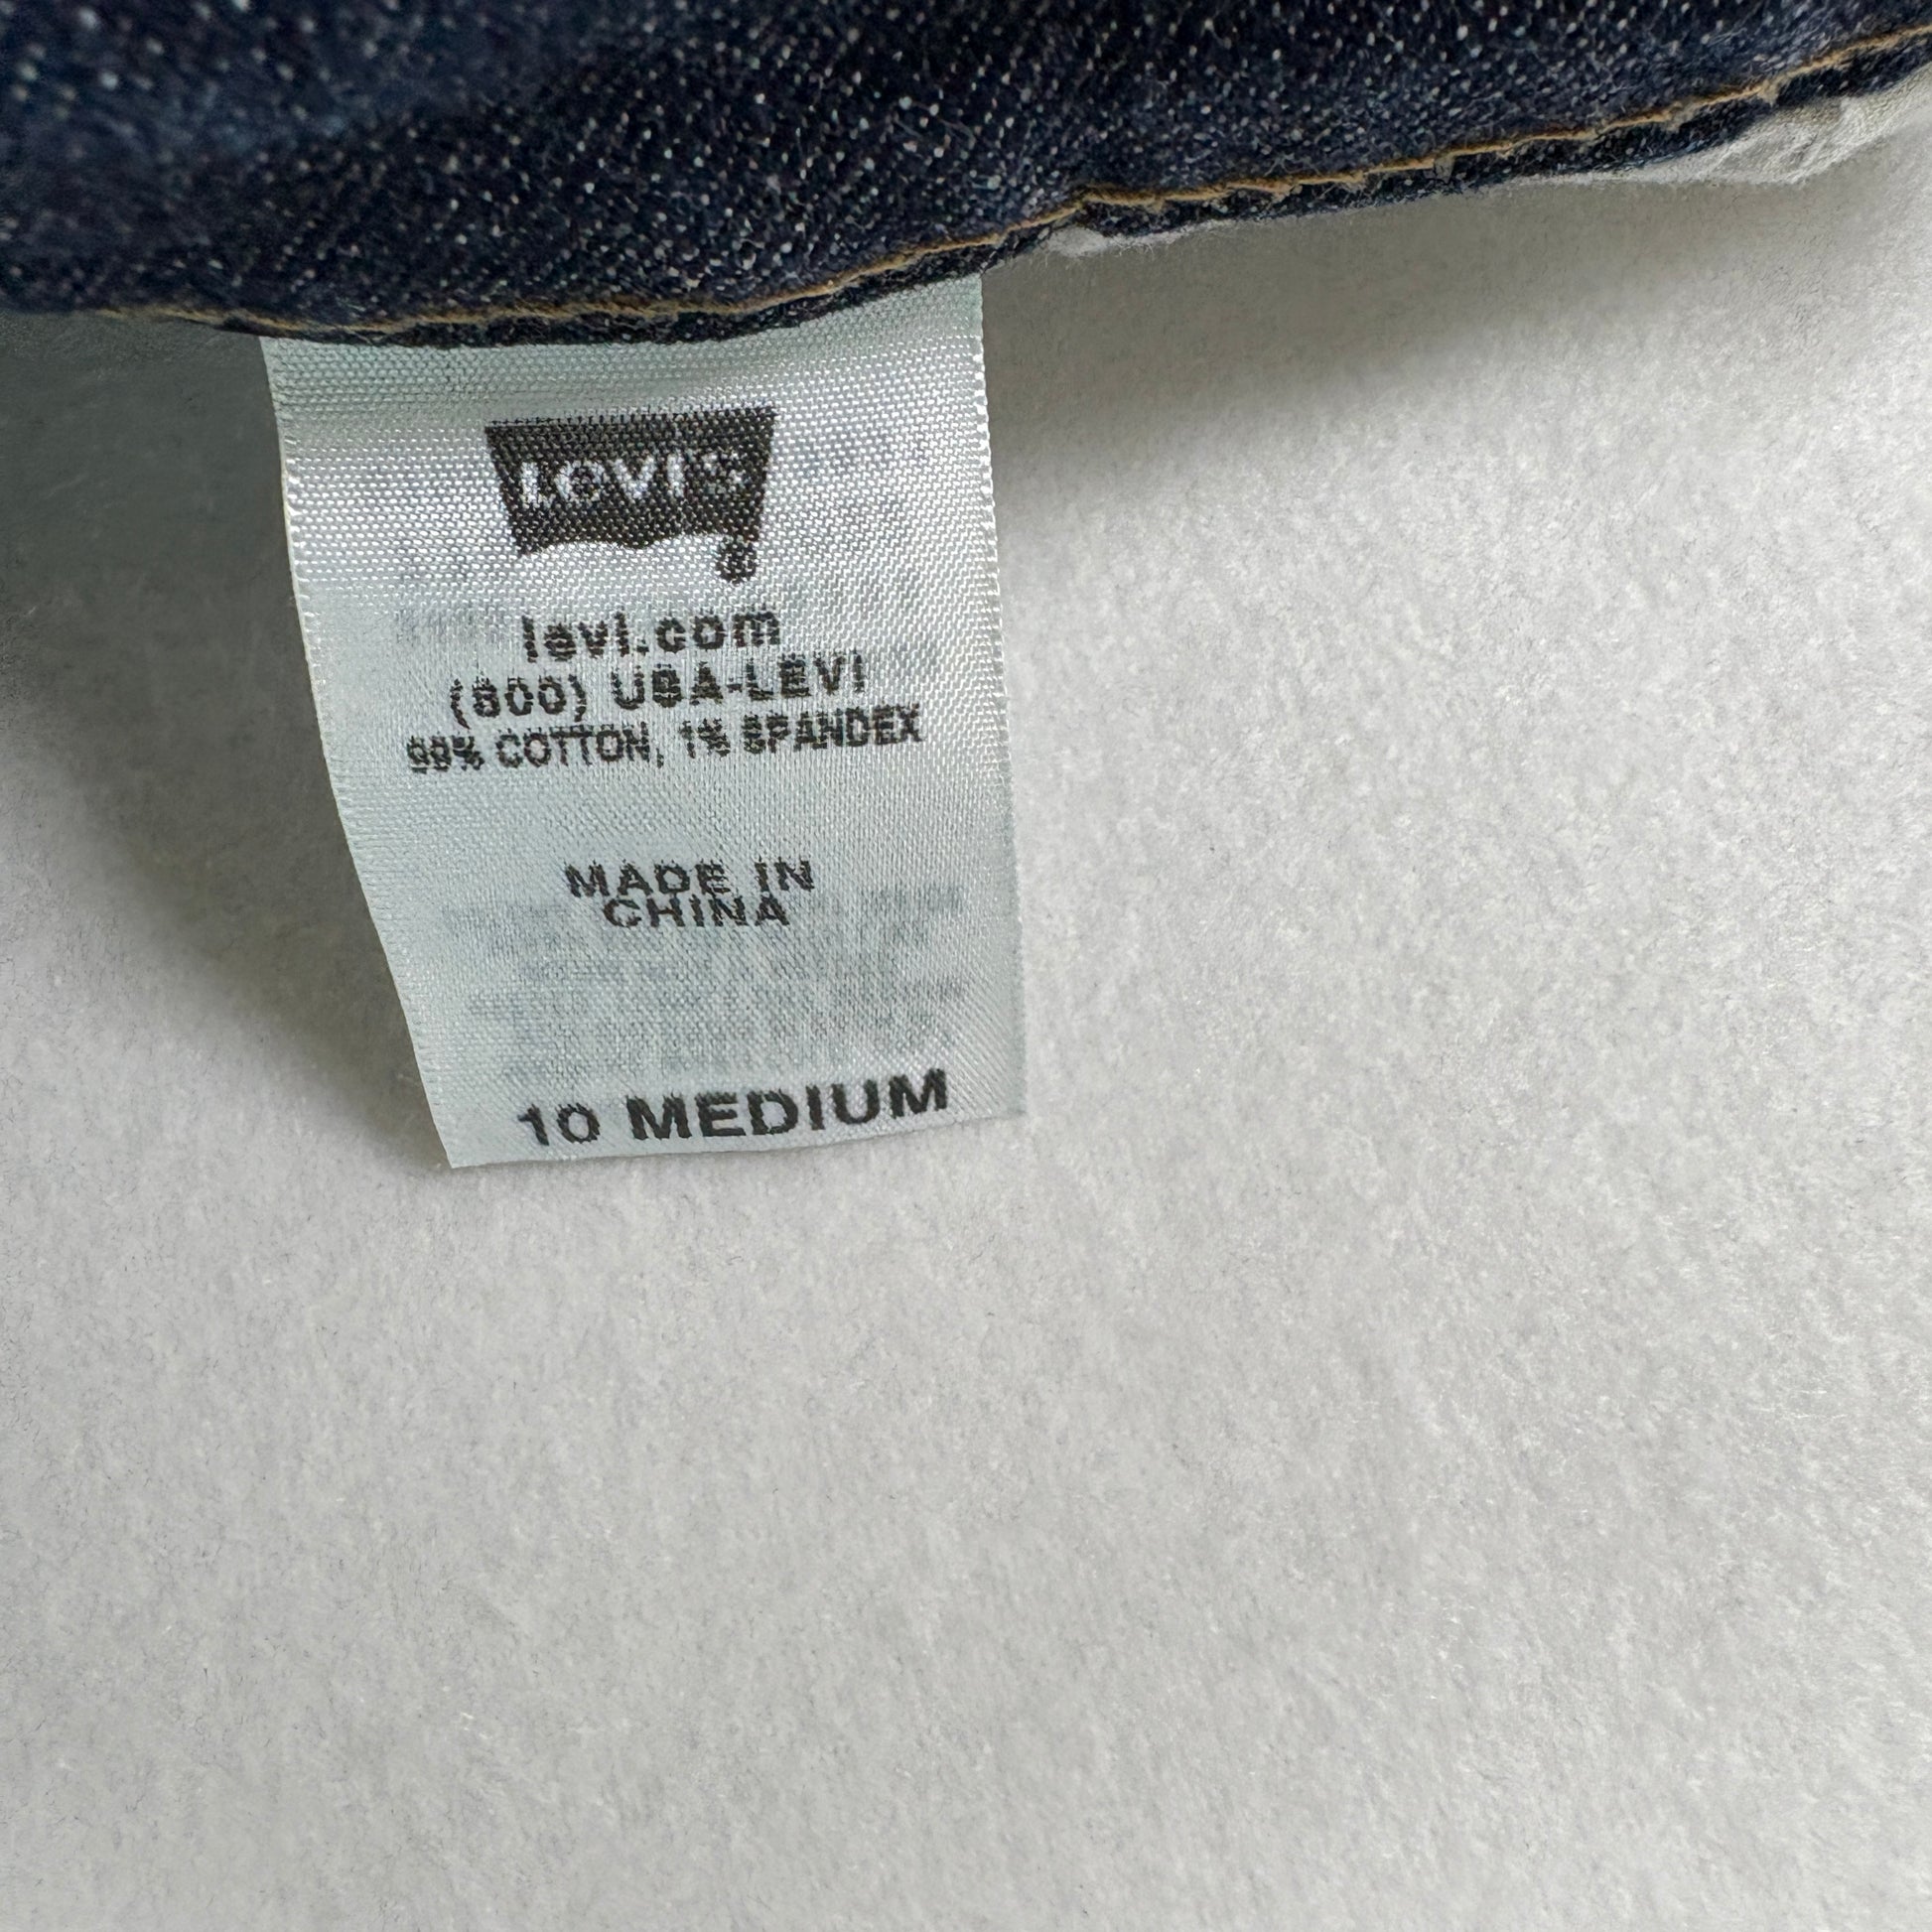 Levi's
levi.com
(800) USA-LEVI
99% COTTON, 1% SPANDEX
MADE IN
CHINA
10 MEDIUM